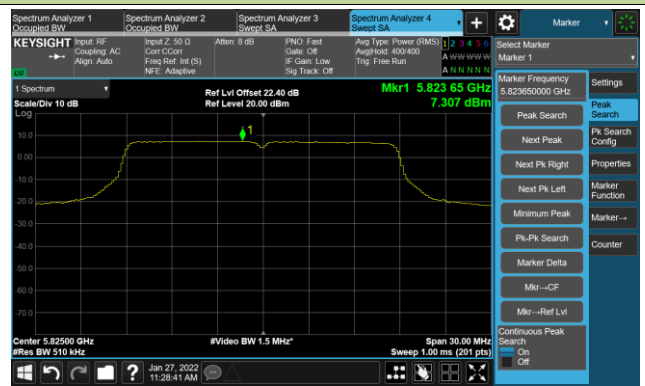 Spectrum Analyzer 1
Occupied BW
Spectrum Analyzer 2
Occupied BW
Spectrum Analyzer 3
Swept SA
Spectrum Analyzer 4
Swept SA
Marker
KEYSIGHT
Input: RF
Coupling: AC
Align: Auto
Input Z: 50 Ω
Corr CCorr
Freq Ref: Int (S)
NFE: Adaptive
Atten: 8 dB
PNO: Fast
Gate: Off
IF Gain: Low
Sig Track: Off
Avg Type: Power (RMS)
Avg|Hold: 400/400
Trig: Free Run
1 2 3 4 5 6
A W W W W W
A N N N N N
Select Marker
Marker 1
1 Spectrum
Scale/Div 10 dB
Log
Ref Lvl Offset 22.40 dB
Ref Level 20.00 dBm
Mkr1 5.823 65 GHz
7.307 dBm
1
10.0
0.00
-10.0
-20.0
-30.0
-40.0
-50.0
-60.0
-70.0
Center 5.82500 GHz
#Res BW 510 kHz
#Video BW 1.5 MHz*
Span 30.00 MHz
Sweep 1.00 ms (201 pts)
Marker Frequency
5.823650000 GHz
Peak Search
Next Peak
Next Pk Right
Next Pk Left
Minimum Peak
Pk-Pk Search
Marker Delta
Mkr→CF
Mkr→Ref Lvl
Continuous Peak
Search
On
Off
Settings
Peak
Search
Pk Search
Config
Properties
Marker
Function
Marker→
Counter
?
Jan 27, 2022
11:28:41 AM